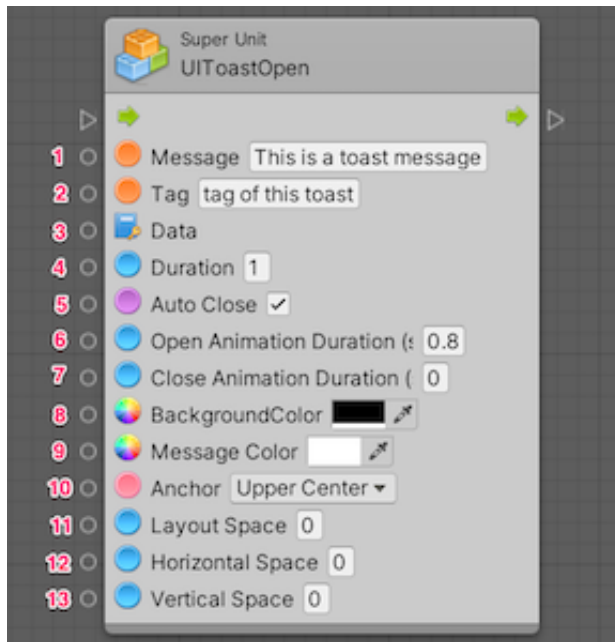 Super Unit
UIToastOpen
1 Message This is a toast message
2 Tag tag of this toast
3 Data
4 Duration 1
5 Auto Close
6 Open Animation Duration (s 0.8
7 Close Animation Duration ( 0
8 BackgroundColor
9 Message Color
10 Anchor Upper Center
11 Layout Space 0
12 Horizontal Space 0
13 Vertical Space 0